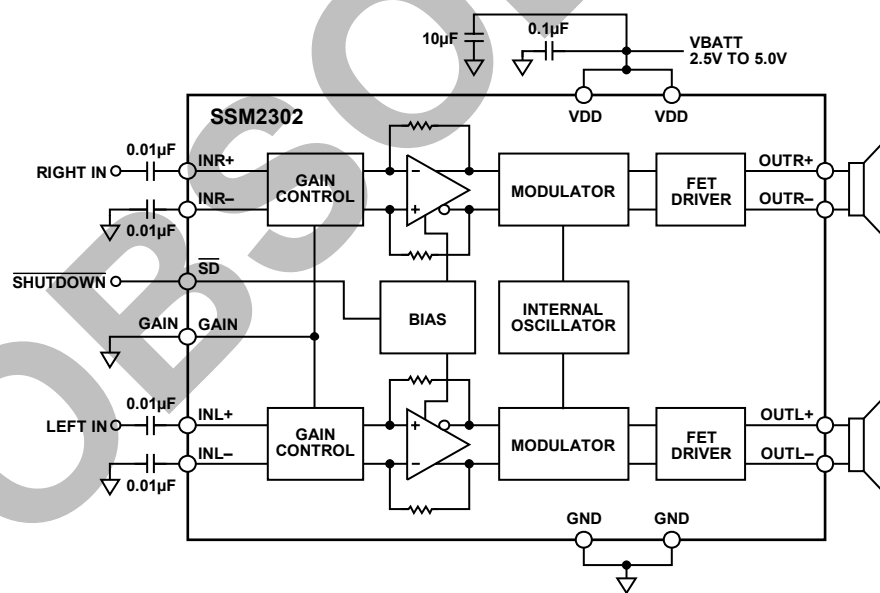 10µF
0.1µF
VBATT
2.5V TO 5.0V
SSM2302
VDD
VDD
0.01µF
RIGHT IN
INR+
GAIN
CONTROL
–
+
MODULATOR
FET
DRIVER
OUTR+
INR–
OUTR–
0.01µF
SHUTDOWN
SD
BIAS
INTERNAL
OSCILLATOR
GAIN
GAIN
0.01µF
LEFT IN
INL+
GAIN
CONTROL
+
–
MODULATOR
FET
DRIVER
OUTL+
INL–
OUTL–
0.01µF
GND
GND
OBSOL